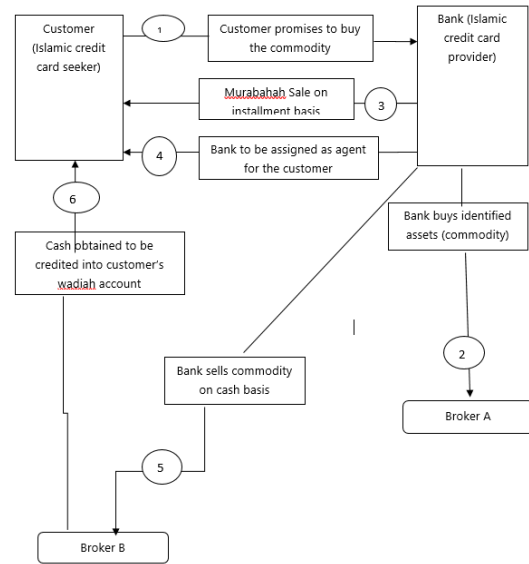 Customer
(Islamic credit
card seeker)
1
Customer promises to buy
the commodity
Bank (Islamic
credit card
provider)
Murabahah Sale on
installment basis
3
4
Bank to be assigned as agent
for the customer
6
Bank buys identified
assets (commodity)
Cash obtained to be
credited into customer's
wadiah account
2
Bank sells commodity
on cash basis
Broker A
5
Broker B